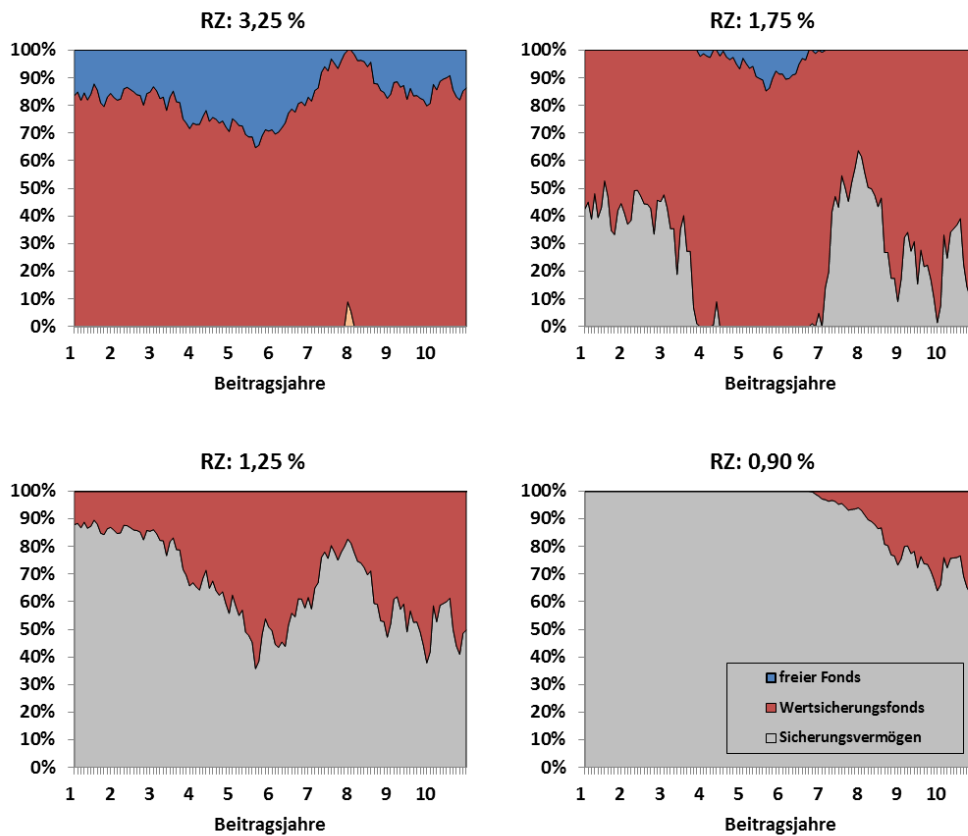 RZ: 3,25 %
100%
90%
80%
70%
60%
50%
40%
30%
20%
10%
0%
1 2 3 4 5 6 7 8 9 10
Beitragsjahre
RZ: 1,75 %
100%
90%
80%
70%
60%
50%
40%
30%
20%
10%
0%
1 2 3 4 5 6 7 8 9 10
Beitragsjahre
RZ: 1,25 %
100%
90%
80%
70%
60%
50%
40%
30%
20%
10%
0%
1 2 3 4 5 6 7 8 9 10
Beitragsjahre
RZ: 0,90 %
100%
90%
80%
70%
60%
50%
40%
30%
20%
10%
0%
1 2 3 4 5 6 7 8 9 10
Beitragsjahre
freier Fonds
Wertsicherungsfonds
Sicherungsvermögen